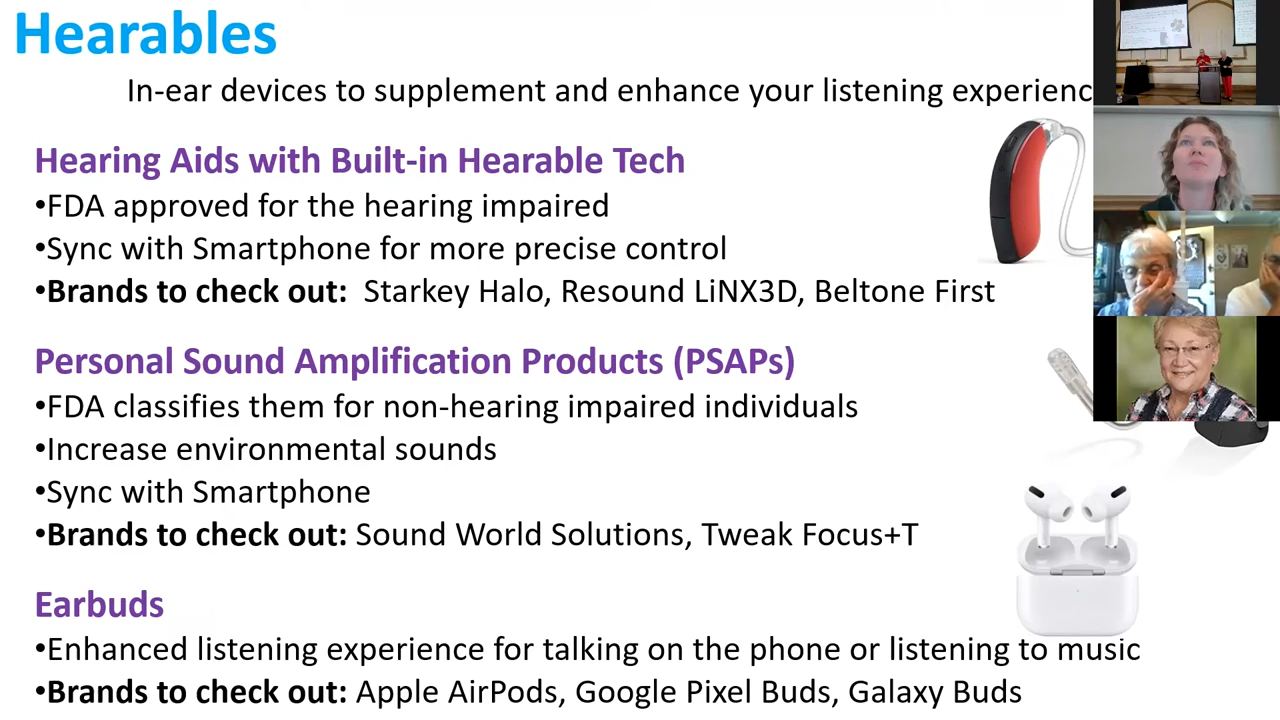 Hearables
In-ear devices to supplement and enhance your listening experienc
Hearing Aids with Built-in Hearable Tech
•FDA approved for the hearing impaired
•Sync with Smartphone for more precise control
•Brands to check out:  Starkey Halo, Resound LiNX3D, Beltone First
Personal Sound Amplification Products (PSAPs)
•FDA classifies them for non-hearing impaired individuals
•Increase environmental sounds
•Sync with Smartphone
•Brands to check out: Sound World Solutions, Tweak Focus+T
Earbuds
•Enhanced listening experience for talking on the phone or listening to music
•Brands to check out: Apple AirPods, Google Pixel Buds, Galaxy Buds